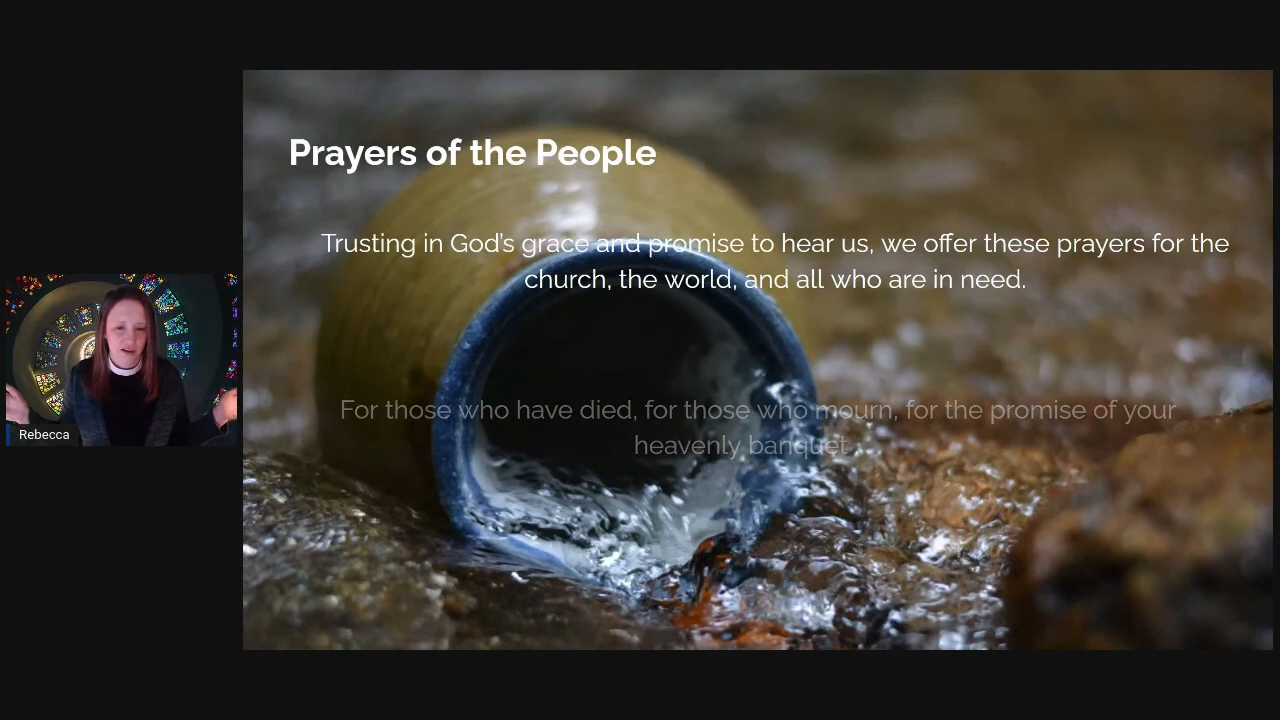 Prayers of the People
Trusting in God's grace and promise to hear us, we offer these prayers for the
church, the world, and all who are in need.
For those who have died, for those who mourn, for the promise of your
heavenly banquet
Rebecca